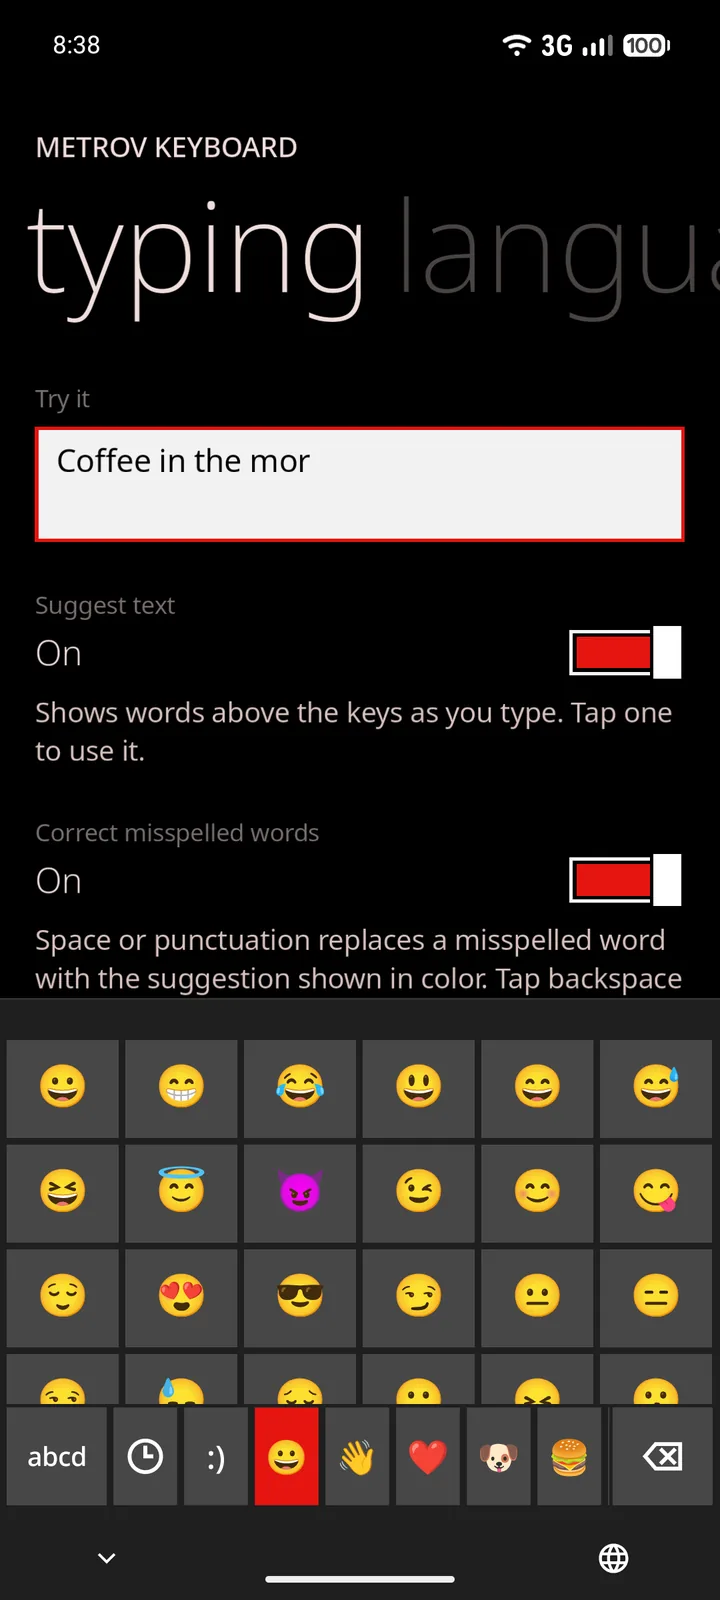 8:38
3G
100
METROV KEYBOARD
typing langua
Try it
Coffee in the mor
Suggest text
On
Shows words above the keys as you type. Tap one
to use it.
Correct misspelled words
On
Space or punctuation replaces a misspelled word
with the suggestion shown in color. Tap backspace
abcd
:)